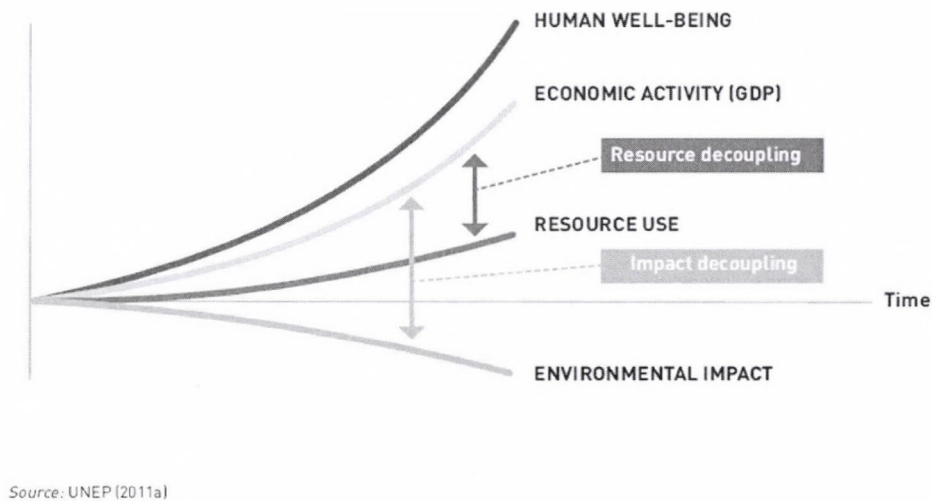 HUMAN WELL-BEING
ECONOMIC ACTIVITY (GDP)
Resource decoupling
RESOURCE USE
Impact decoupling
Time
ENVIRONMENTAL IMPACT
Source: UNEP (2011a)